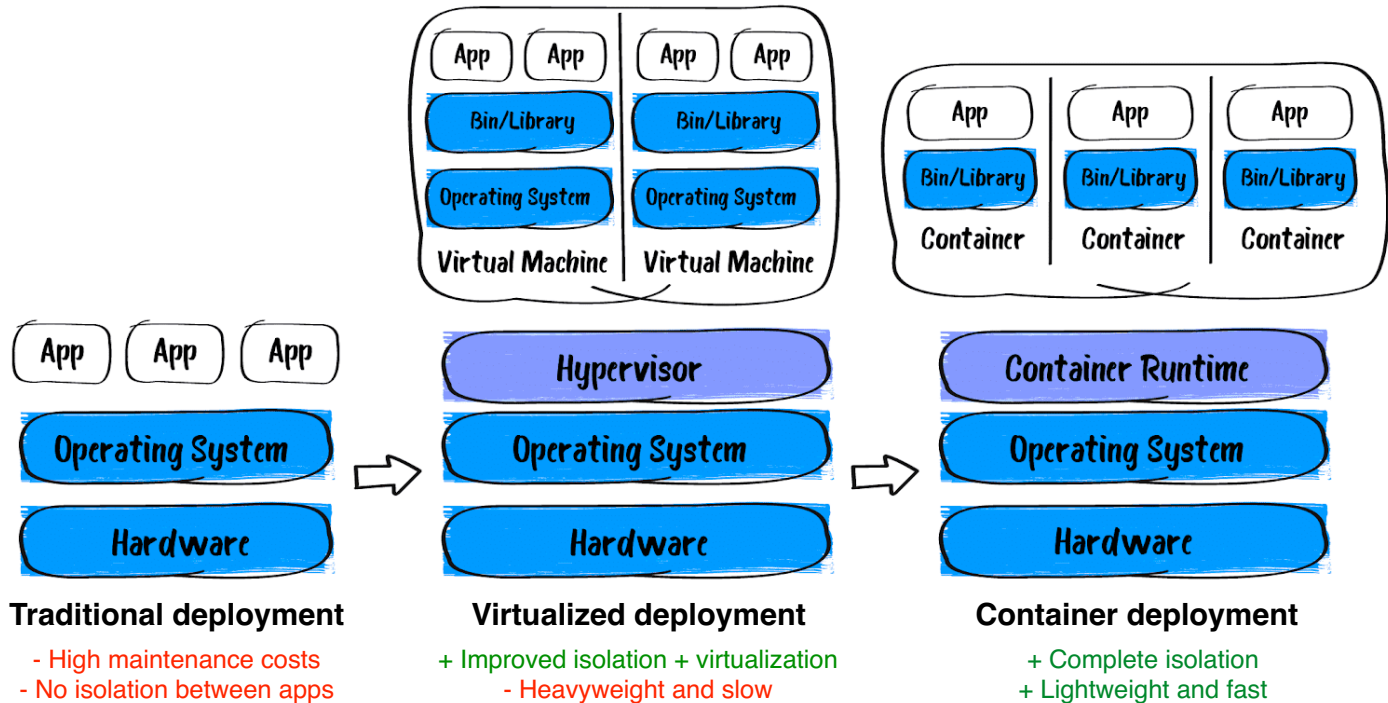 App App App App
Bin/Library Bin/Library
Operating System Operating System
Virtual Machine Virtual Machine
App App App
Bin/Library Bin/Library Bin/Library
Container Container Container
App App App
Operating System
Hardware
Hypervisor
Operating System
Hardware
Container Runtime
Operating System
Hardware
Traditional deployment
- High maintenance costs
- No isolation between apps
Virtualized deployment
+ Improved isolation + virtualization
- Heavyweight and slow
Container deployment
+ Complete isolation
+ Lightweight and fast